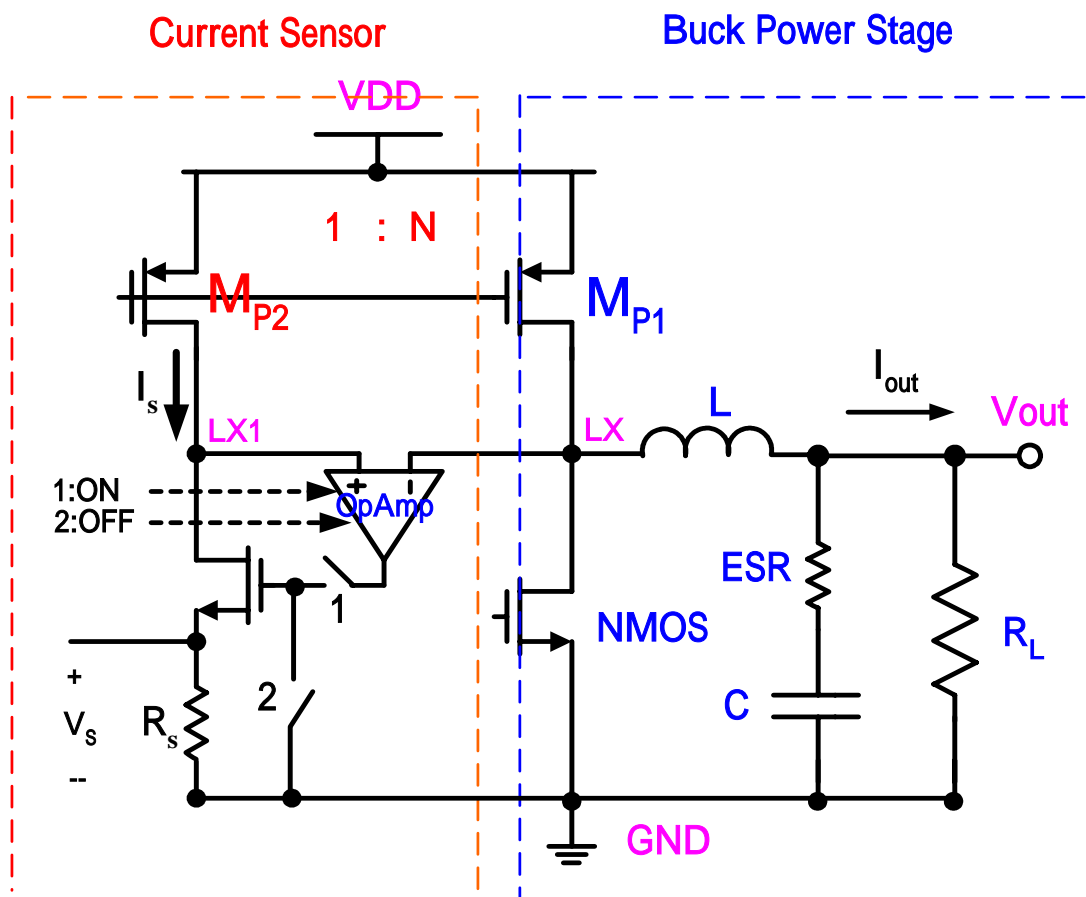 Current Sensor
Buck Power Stage
VDD
1 : N
MP2
MP1
Is
Iout
LX1
LX
L
Vout
1:ON
2:OFF
+ -
OpAmp
1
ESR
NMOS
RL
+
2
C
Vs
Rs
--
GND